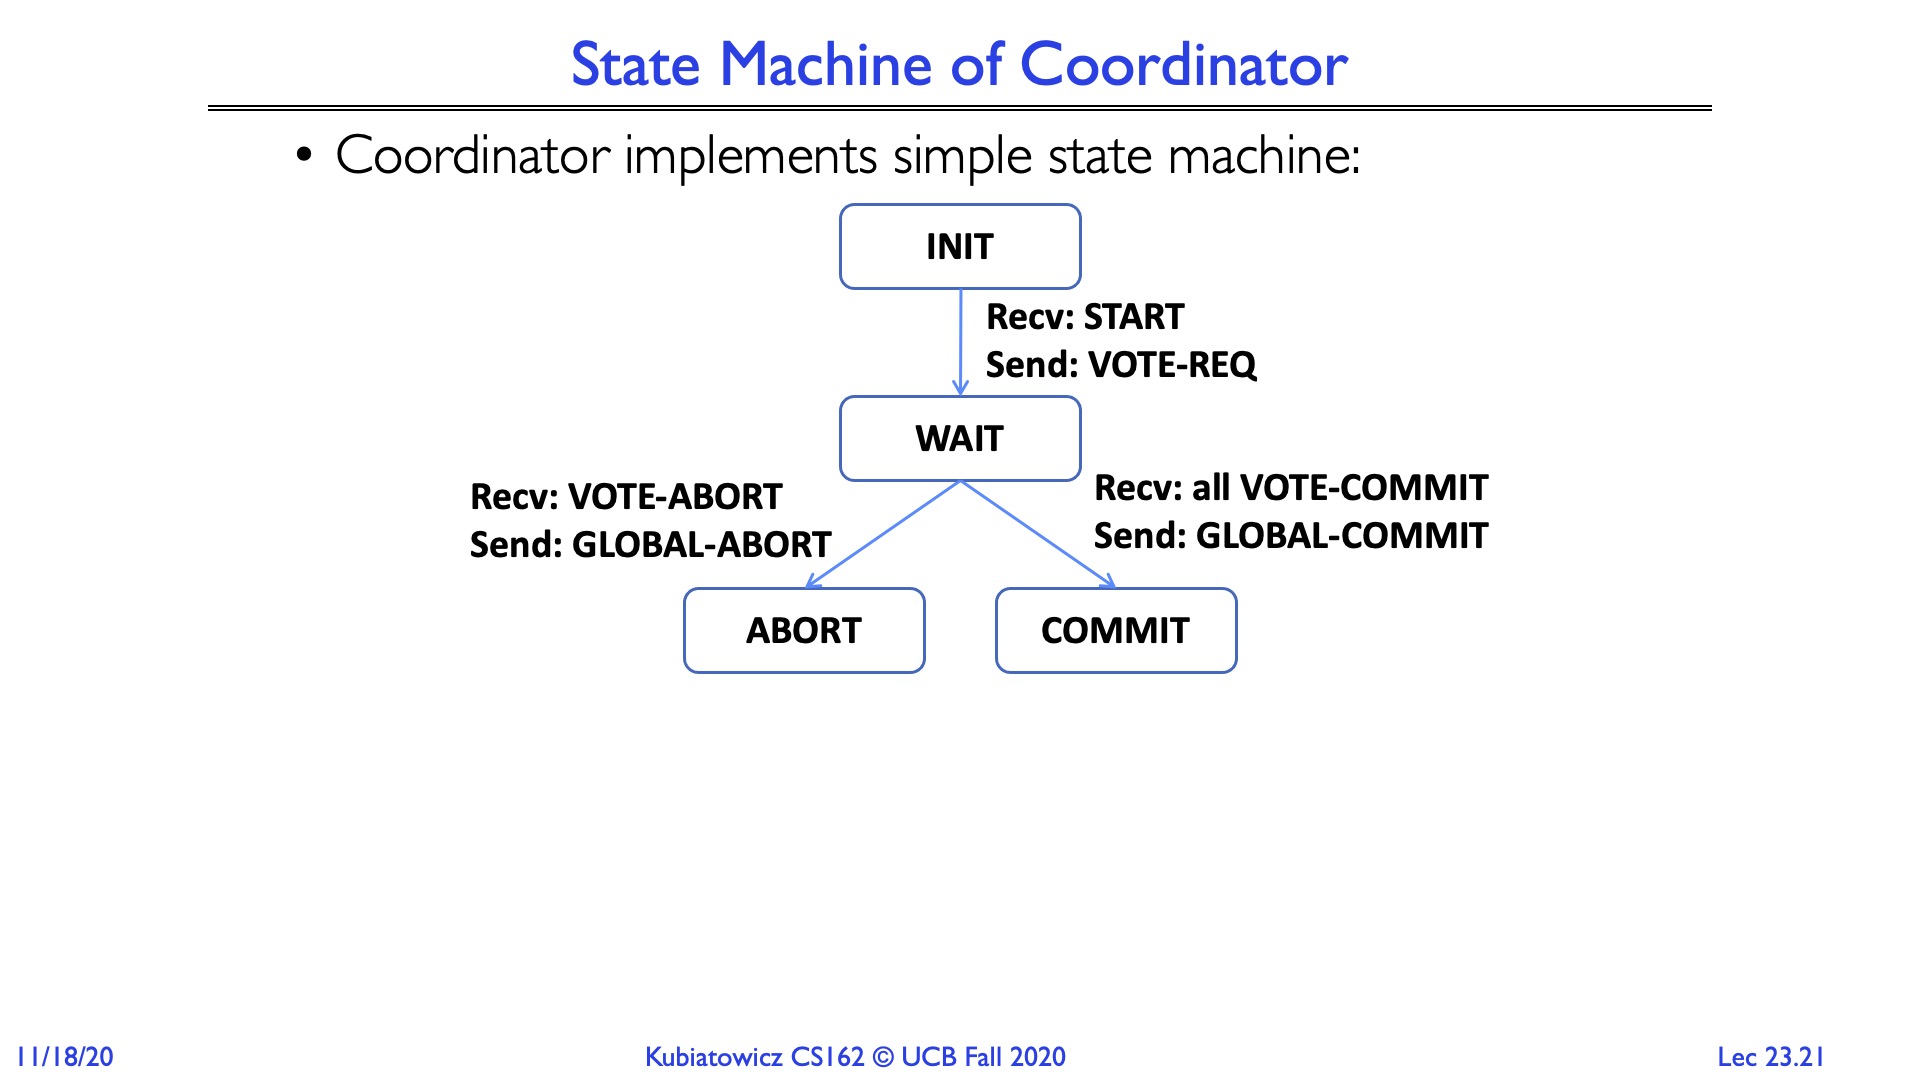 State Machine of Coordinator
• Coordinator implements simple state machine:
INIT
Recv: START
Send: VOTE-REQ
WAIT
Recv: VOTE-ABORT
Send: GLOBAL-ABORT
Recv: all VOTE-COMMIT
Send: GLOBAL-COMMIT
ABORT
COMMIT
11/18/20
Kubiatowicz CS162 © UCB Fall 2020
Lec 23.21